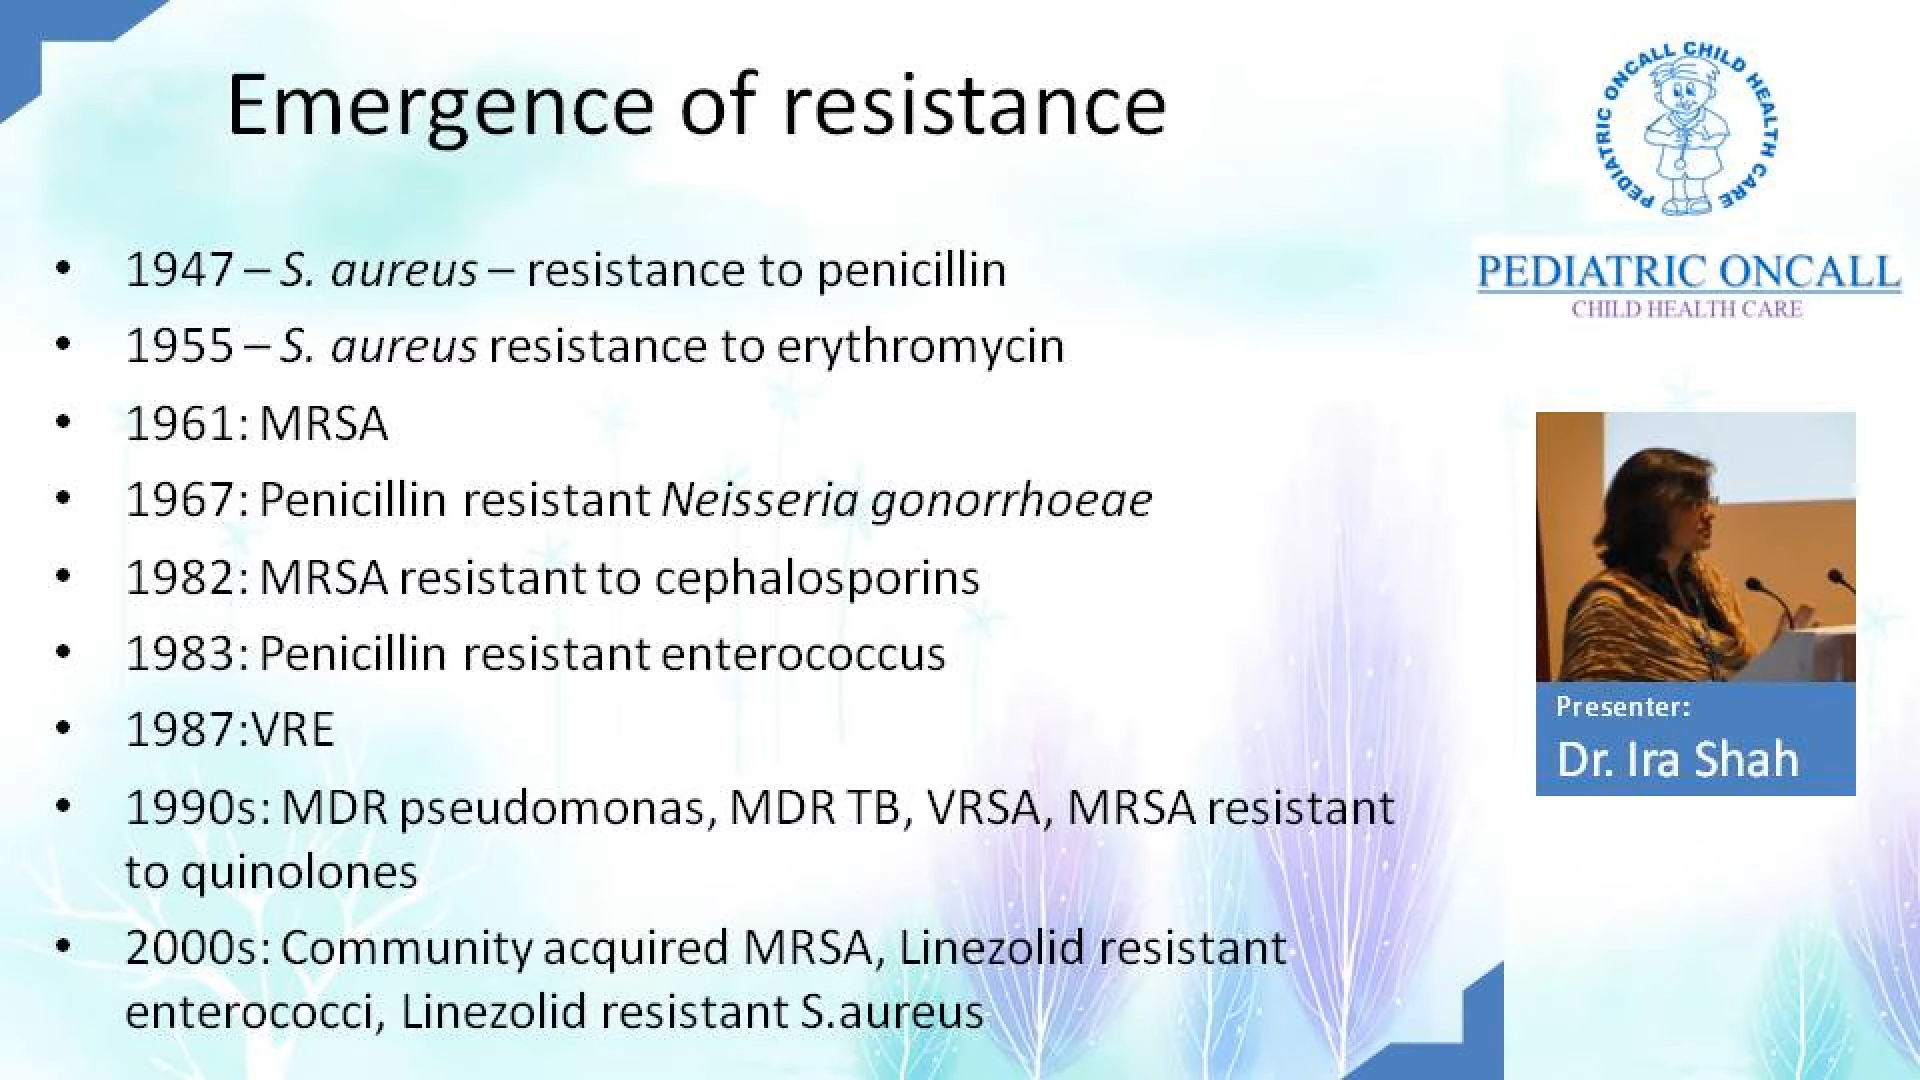 Emergence of resistance
• 1947 – S. aureus – resistance to penicillin
• 1955 – S. aureus resistance to erythromycin
• 1961: MRSA
• 1967: Penicillin resistant Neisseria gonorrhoeae
• 1982: MRSA resistant to cephalosporins
• 1983: Penicillin resistant enterococcus
• 1987:VRE
• 1990s: MDR pseudomonas, MDR TB, VRSA, MRSA resistant
to quinolones
• 2000s: Community acquired MRSA, Linezolid resistant
enterococci, Linezolid resistant S.aureus
PEDIATRIC ONCALL CHILD HEALTH CARE
PEDIATRIC ONCALL
CHILD HEALTH CARE
Presenter:
Dr. Ira Shah